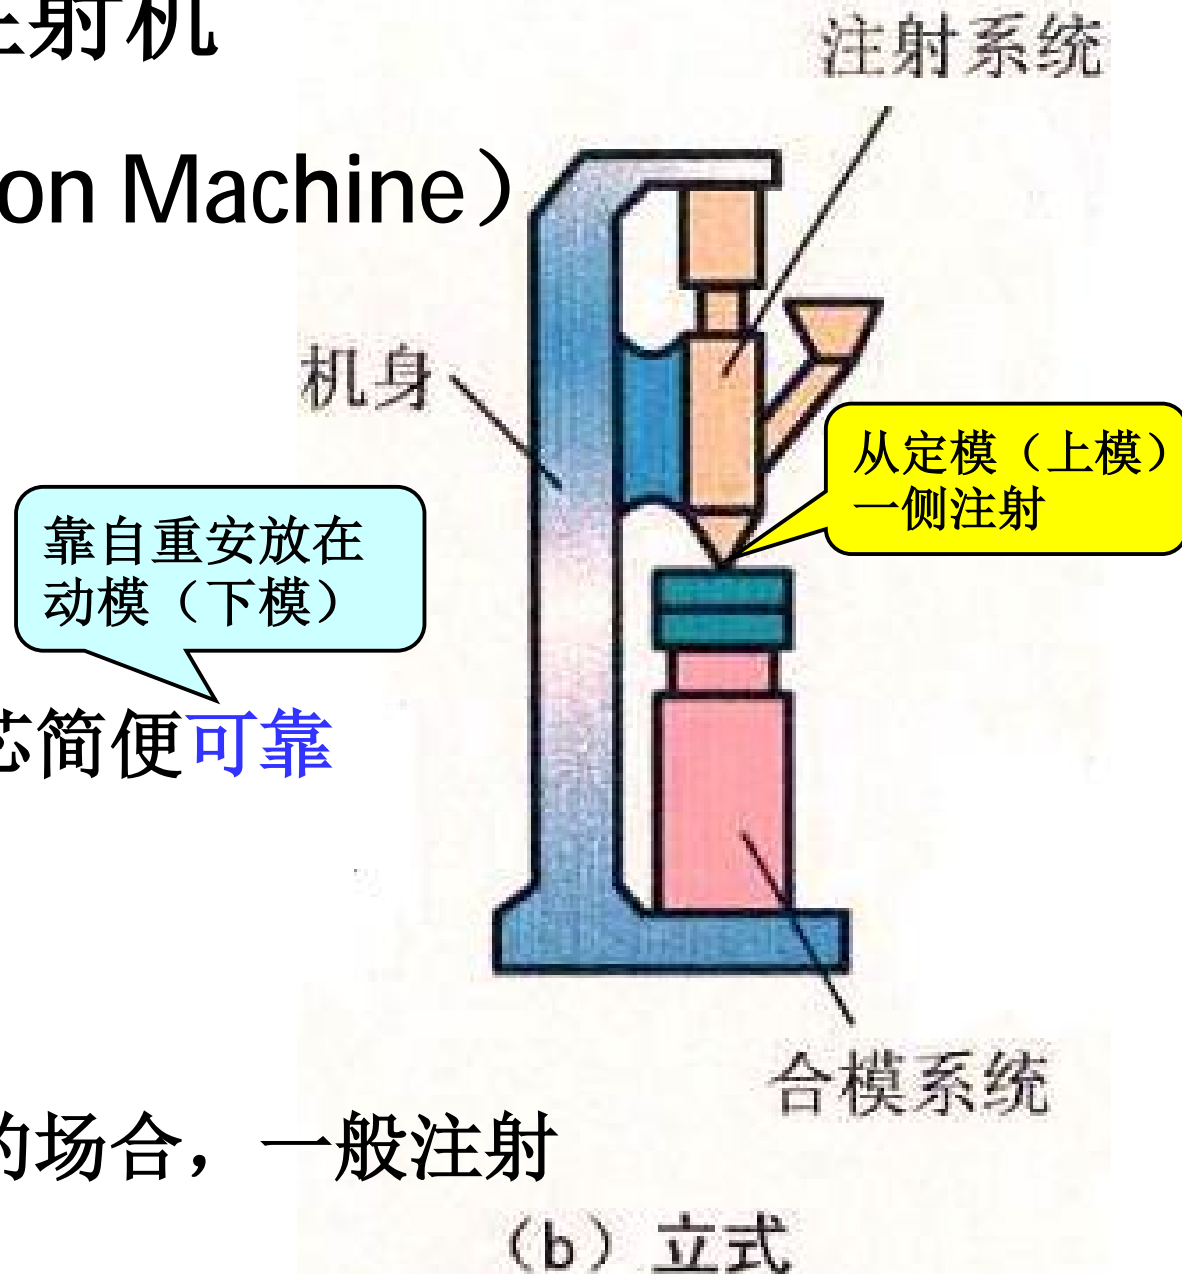 注射机
注射系统
on Machine）
机身
从定模（上模）
一侧注射
靠自重安放在
动模（下模）
芯简便可靠
合模系统
的场合，一般注射
（b）立式